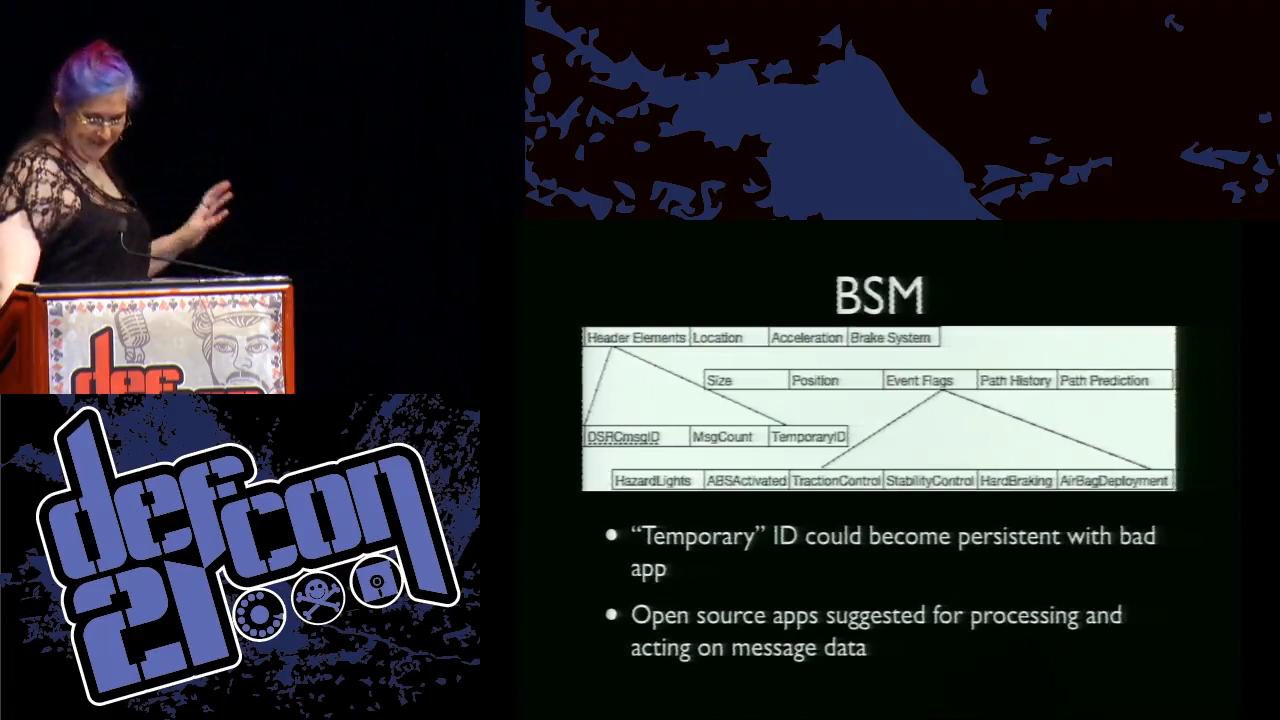 BSM
Header Elements Location Acceleration Brake System
Size Position Event Flags Path History Path Prediction
DSRCmsgID MsgCount TemporaryID
HazardLights ABSActivated TractionControl StabilityControl HardBraking AirBagDeployment
• “Temporary” ID could become persistent with bad
app
• Open source apps suggested for processing and
acting on message data
def
defcon
21